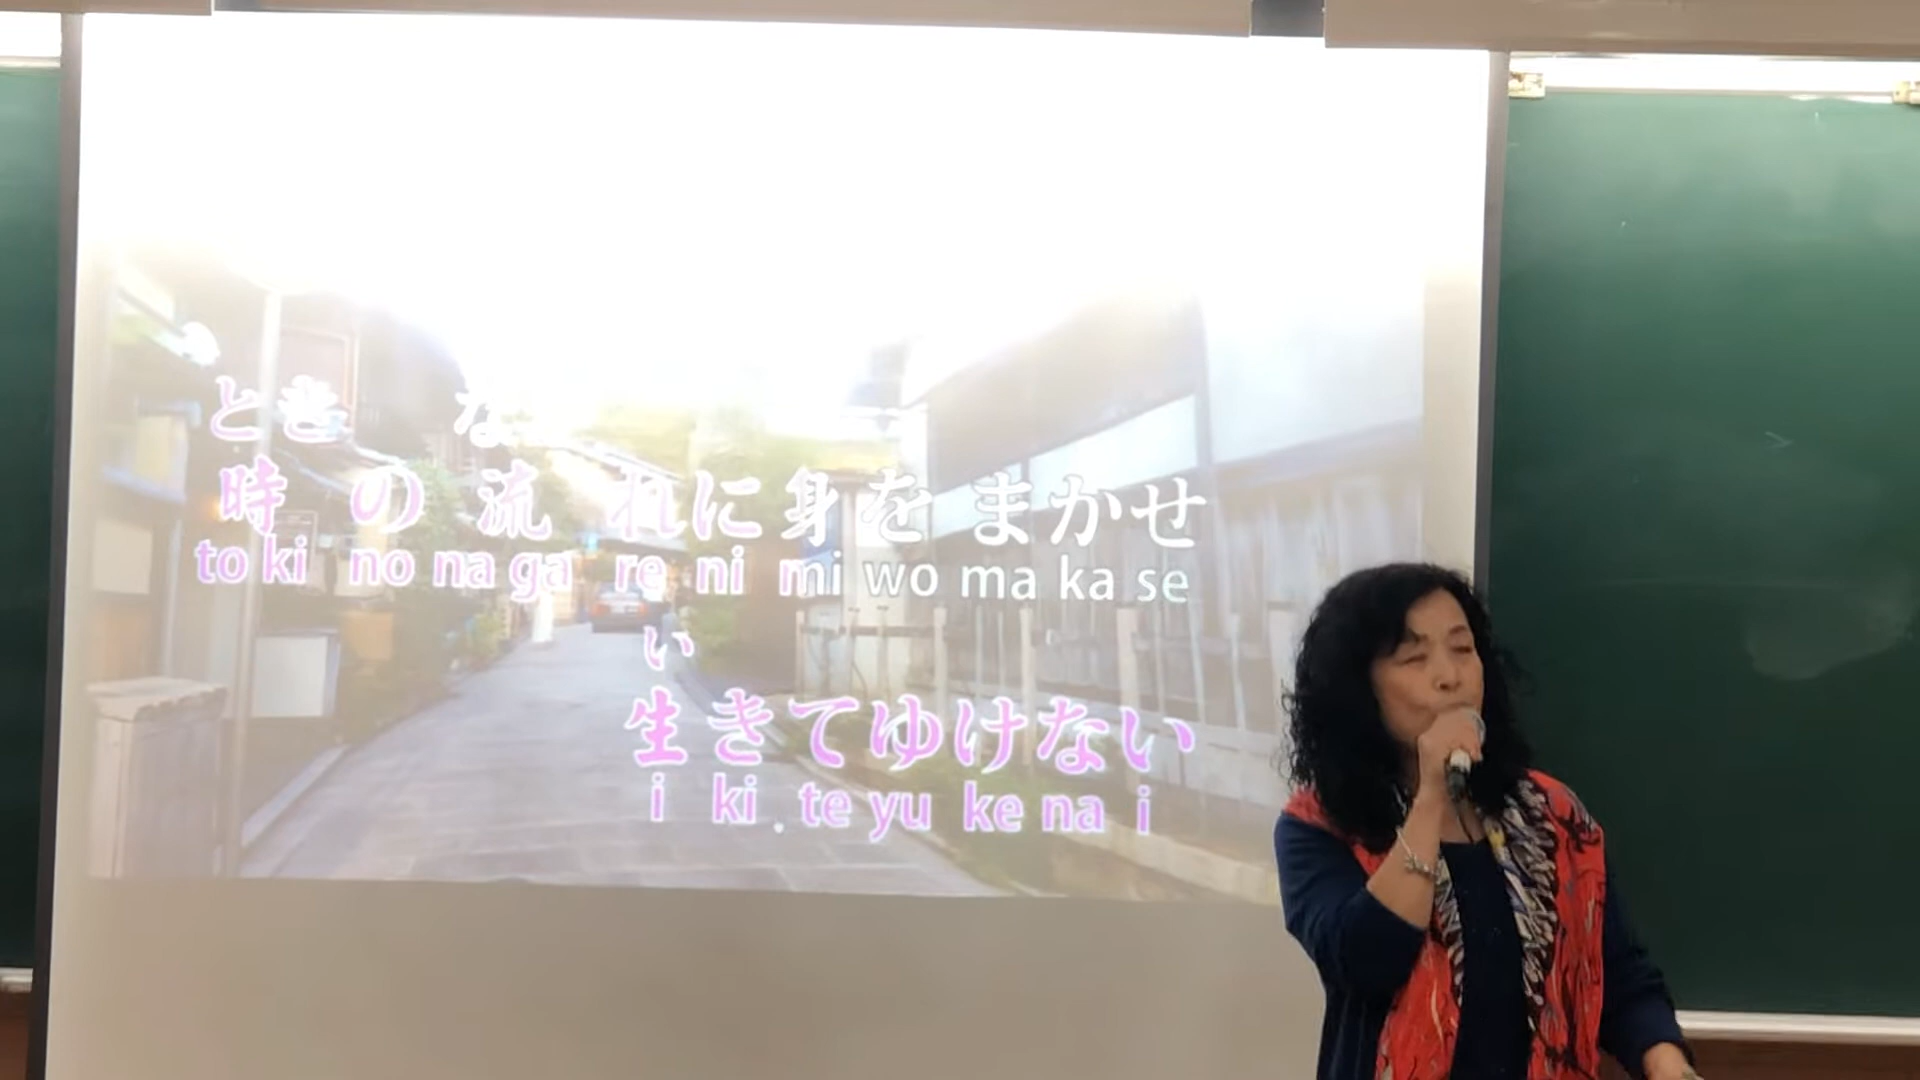 とき な
時の流れに身をまかせ
to ki no na ga re ni mi wo ma ka se
い
生きてゆけない
i ki te yu ke na i